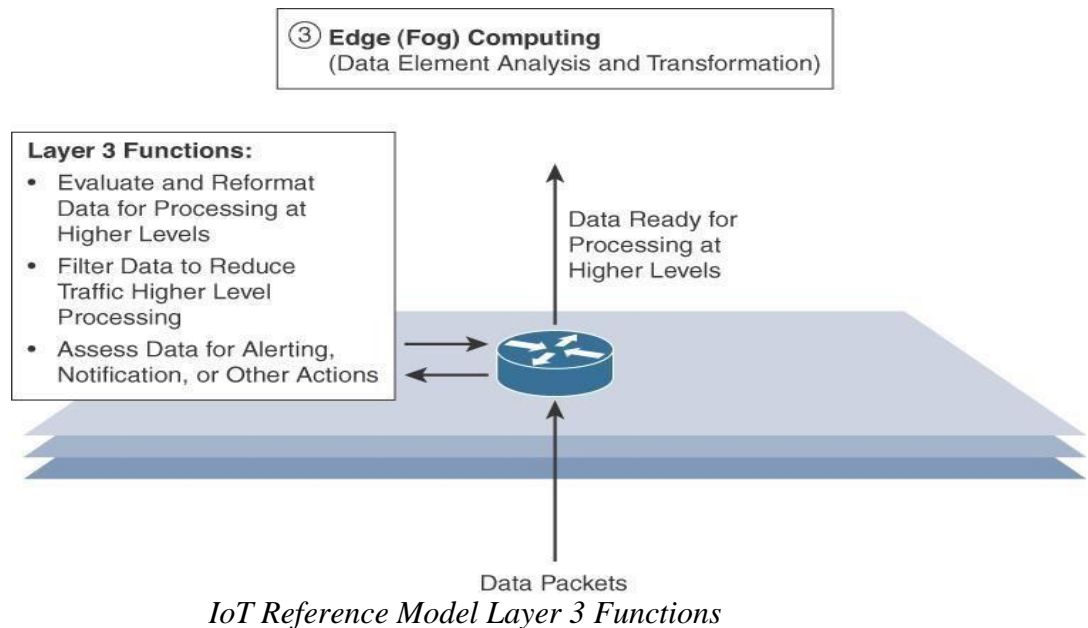 ③ Edge (Fog) Computing
(Data Element Analysis and Transformation)
Layer 3 Functions:
• Evaluate and Reformat
Data for Processing at
Higher Levels
• Filter Data to Reduce
Traffic Higher Level
Processing
• Assess Data for Alerting,
Notification, or Other Actions
Data Ready for
Processing at
Higher Levels
Data Packets
IoT Reference Model Layer 3 Functions